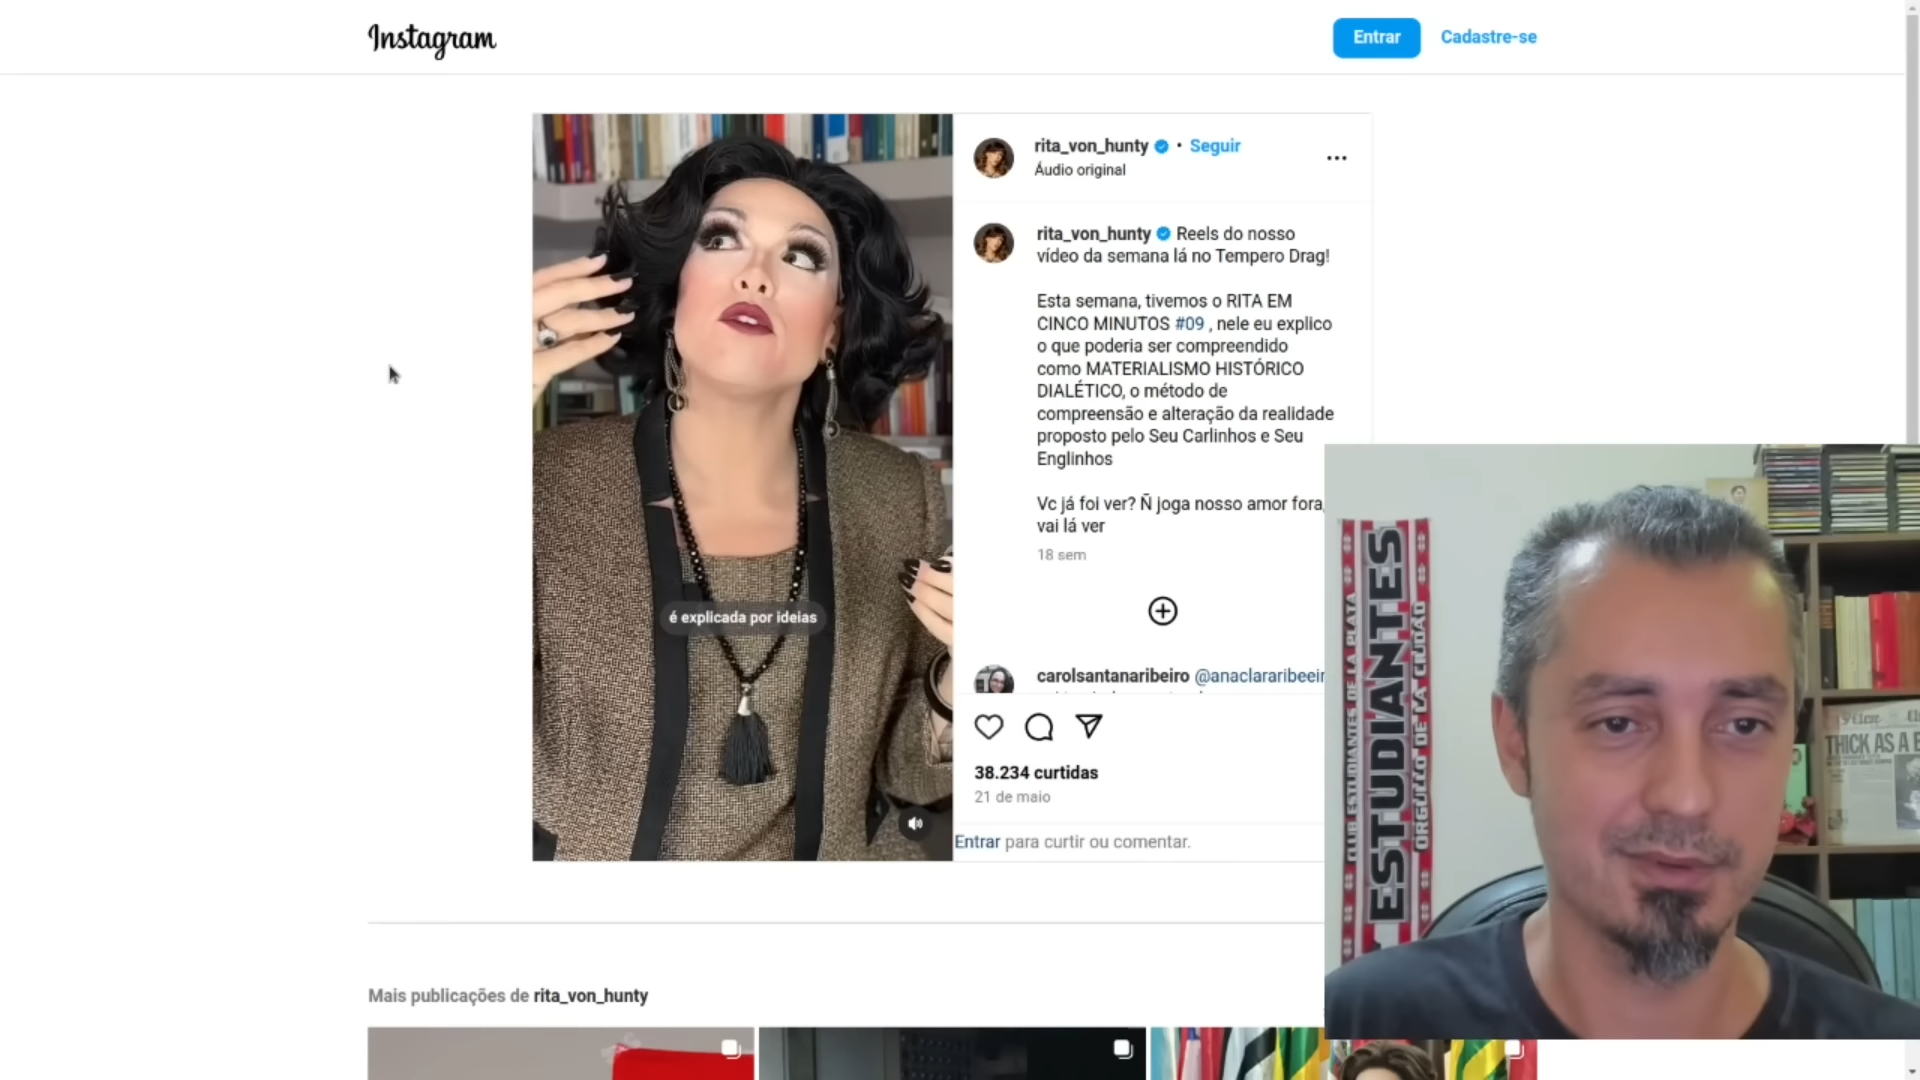 Instagram
Entrar
Cadastre-se
rita_von_hunty • Seguir
Áudio original
rita_von_hunty Reels do nosso
vídeo da semana lá no Tempero Drag!
Esta semana, tivemos o RITA EM
CINCO MINUTOS #09 , nele eu explico
o que poderia ser compreendido
como MATERIALISMO HISTÓRICO
DIALÉTICO, o método de
compreensão e alteração da realidade
proposto pelo Seu Carlinhos e Seu
Englinhos
Vc já foi ver? Ñ joga nosso amor fora,
vai lá ver
18 sem
é explicada por ideias
carolsantanaribeiro @anaclararibeeir
38.234 curtidas
21 de maio
Entrar para curtir ou comentar.
Mais publicações de rita_von_hunty
CLUB ESTUDIANTES DE LA PLATA
ESTUDIANTES
ORGULLO DE LA CIUDAD
THICK AS A